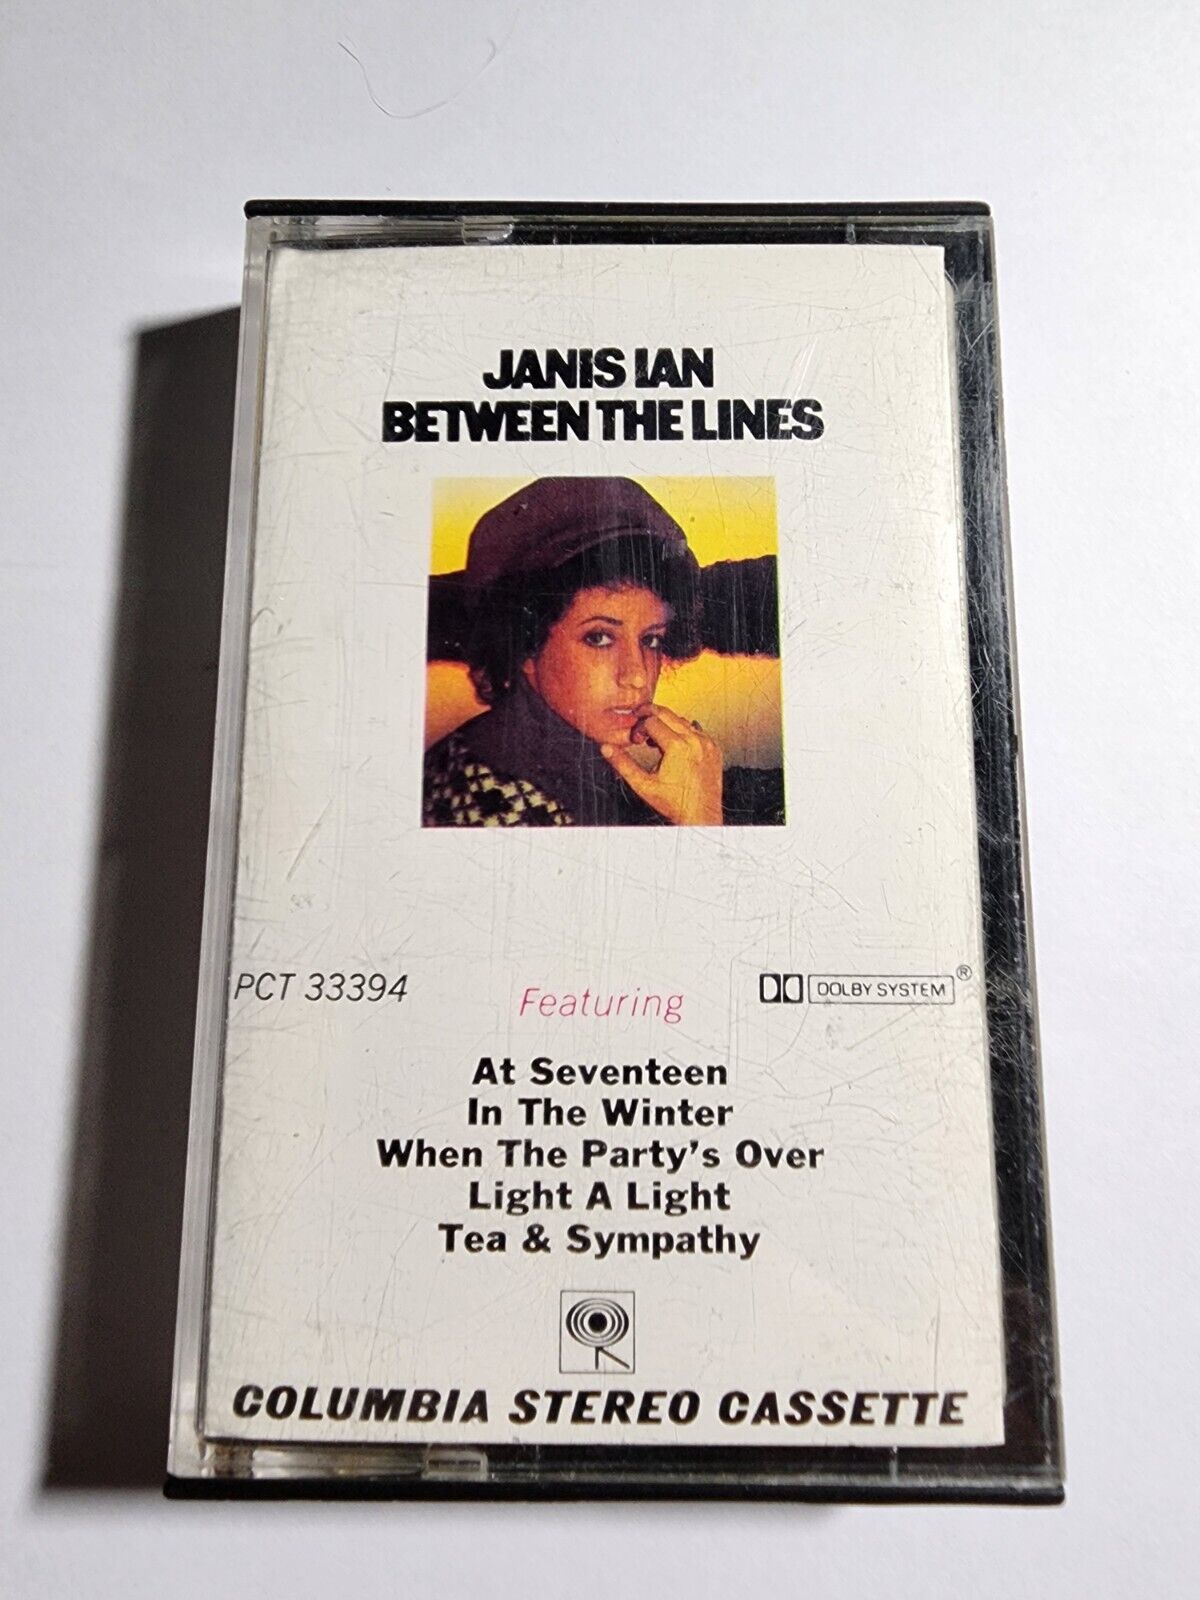 JANIS IAN
BETWEEN THE LINES
PCT 33394
Featuring
DOLBY SYSTEM®
At Seventeen
In The Winter
When The Party's Over
Light A Light
Tea & Sympathy
COLUMBIA STEREO CASSETTE